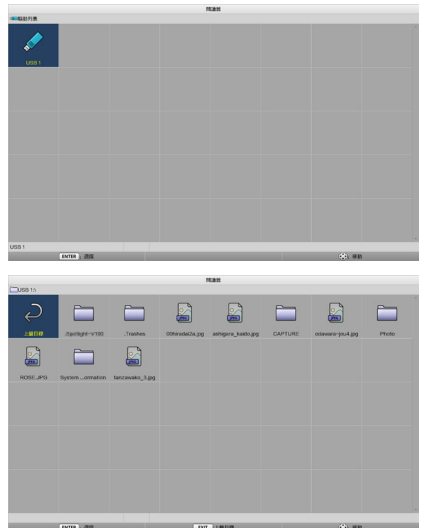 閱讀器
驅動列表
USB 1
USB 1
ENTER：選擇 ：移動
閱讀器
USB 1:\
上層目錄 .Spotlight-V100 .Trashes 09hiradai2a.jpg ashigara_kaido.jpg CAPTURE odawara-jou4.jpg Photo
ROSE.JPG System ...ormation tanzawako_3.jpg
ENTER：選擇 EXIT：上層目錄 ：移動